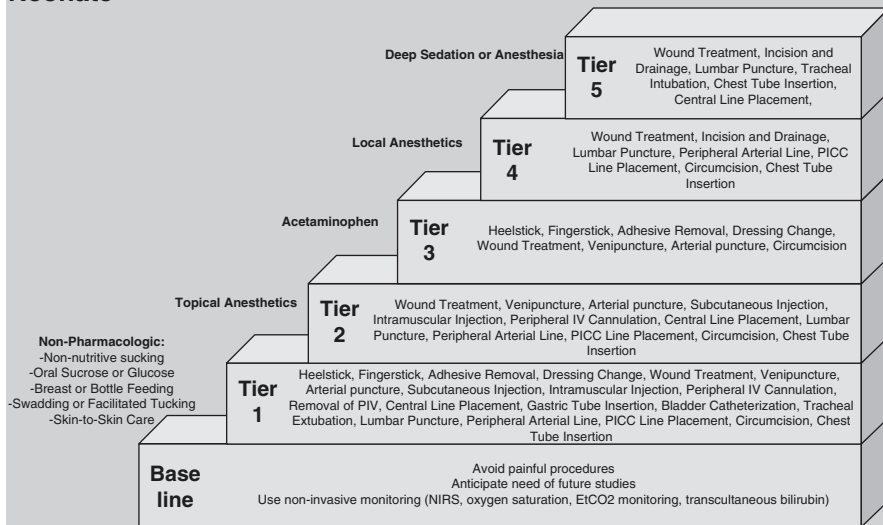 Deep Sedation or Anesthesia
Tier
5
Wound Treatment, Incision and
Drainage, Lumbar Puncture, Tracheal
Intubation, Chest Tube Insertion,
Central Line Placement,
Local Anesthetics
Tier
4
Wound Treatment, Incision and Drainage,
Lumbar Puncture, Peripheral Arterial Line, PICC
Line Placement, Circumcision, Chest Tube
Insertion
Acetaminophen
Tier
3
Heelstick, Fingerstick, Adhesive Removal, Dressing Change,
Wound Treatment, Venipuncture, Arterial puncture, Circumcision
Topical Anesthetics
Tier
2
Wound Treatment, Venipuncture, Arterial puncture, Subcutaneous Injection,
Intramuscular Injection, Peripheral IV Cannulation, Central Line Placement, Lumbar
Puncture, Peripheral Arterial Line, PICC Line Placement, Circumcision, Chest Tube
Insertion
Non-Pharmacologic:
-Non-nutritive sucking
-Oral Sucrose or Glucose
-Breast or Bottle Feeding
-Swadding or Facilitated Tucking
-Skin-to-Skin Care
Tier
1
Heelstick, Fingerstick, Adhesive Removal, Dressing Change, Wound Treatment, Venipuncture,
Arterial puncture, Subcutaneous Injection, Intramuscular Injection, Peripheral IV Cannulation,
Removal of PIV, Central Line Placement, Gastric Tube Insertion, Bladder Catheterization, Tracheal
Extubation, Lumbar Puncture, Peripheral Arterial Line, PICC Line Placement, Circumcision, Chest
Tube Insertion
Base
line
Avoid painful procedures
Anticipate need of future studies
Use non-invasive monitoring (NIRS, oxygen saturation, EtCO2 monitoring, transcultaneous bilirubin)